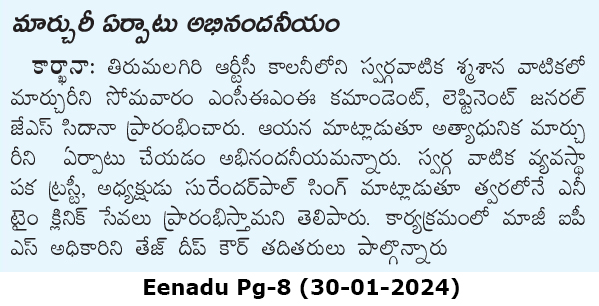 మార్చురీ ఏర్పాటు అభినందనీయం
కార్ఖానా: తిరుమలగిరి ఆర్టీసీ కాలనీలోని స్వర్గవాటిక శ్మశాన వాటికలో
మార్చురీని సోమవారం ఎంసీఈఎంఈ కమాండెంట్, లెఫ్టినెంట్ జనరల్
జేఎస్ సిదానా ప్రారంభించారు. ఆయన మాట్లాడుతూ అత్యాధునిక మార్చు
రీని ఏర్పాటు చేయడం అభినందనీయమన్నారు. స్వర్గ వాటిక వ్యవస్థా
పక ట్రస్టీ, అధ్యక్షుడు సురేందర్‌పాల్ సింగ్ మాట్లాడుతూ త్వరలోనే ఎనీ
టైం క్లినిక్ సేవలు ప్రారంభిస్తామని తెలిపారు. కార్యక్రమంలో మాజీ ఐపీ
ఎస్ అధికారిని తేజ్ దీప్ కౌర్ తదితరులు పాల్గొన్నారు
Eenadu Pg-8 (30-01-2024)